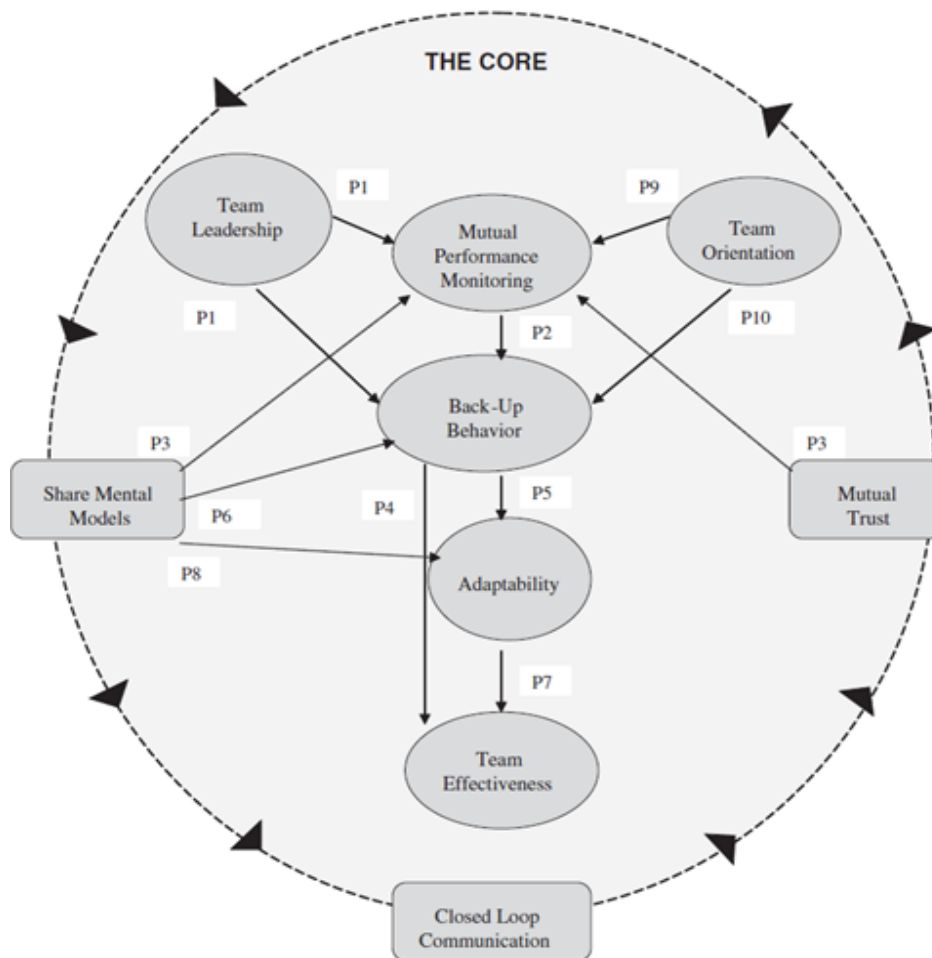 THE CORE
P1
P9
Team
Leadership
Mutual
Performance
Monitoring
Team
Orientation
P1
P2
P10
Back-Up
Behavior
P3
P3
Share Mental
Models
P6
P4
P5
Mutual
Trust
P8
Adaptability
P7
Team
Effectiveness
Closed Loop
Communication